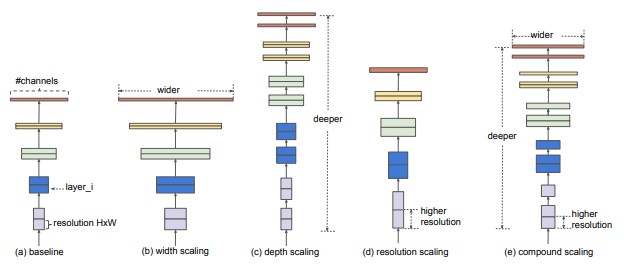 #channels
layer_i
resolution HxW
(a) baseline
wider
(b) width scaling
deeper
(c) depth scaling
higher
resolution
(d) resolution scaling
wider
deeper
higher
resolution
(e) compound scaling